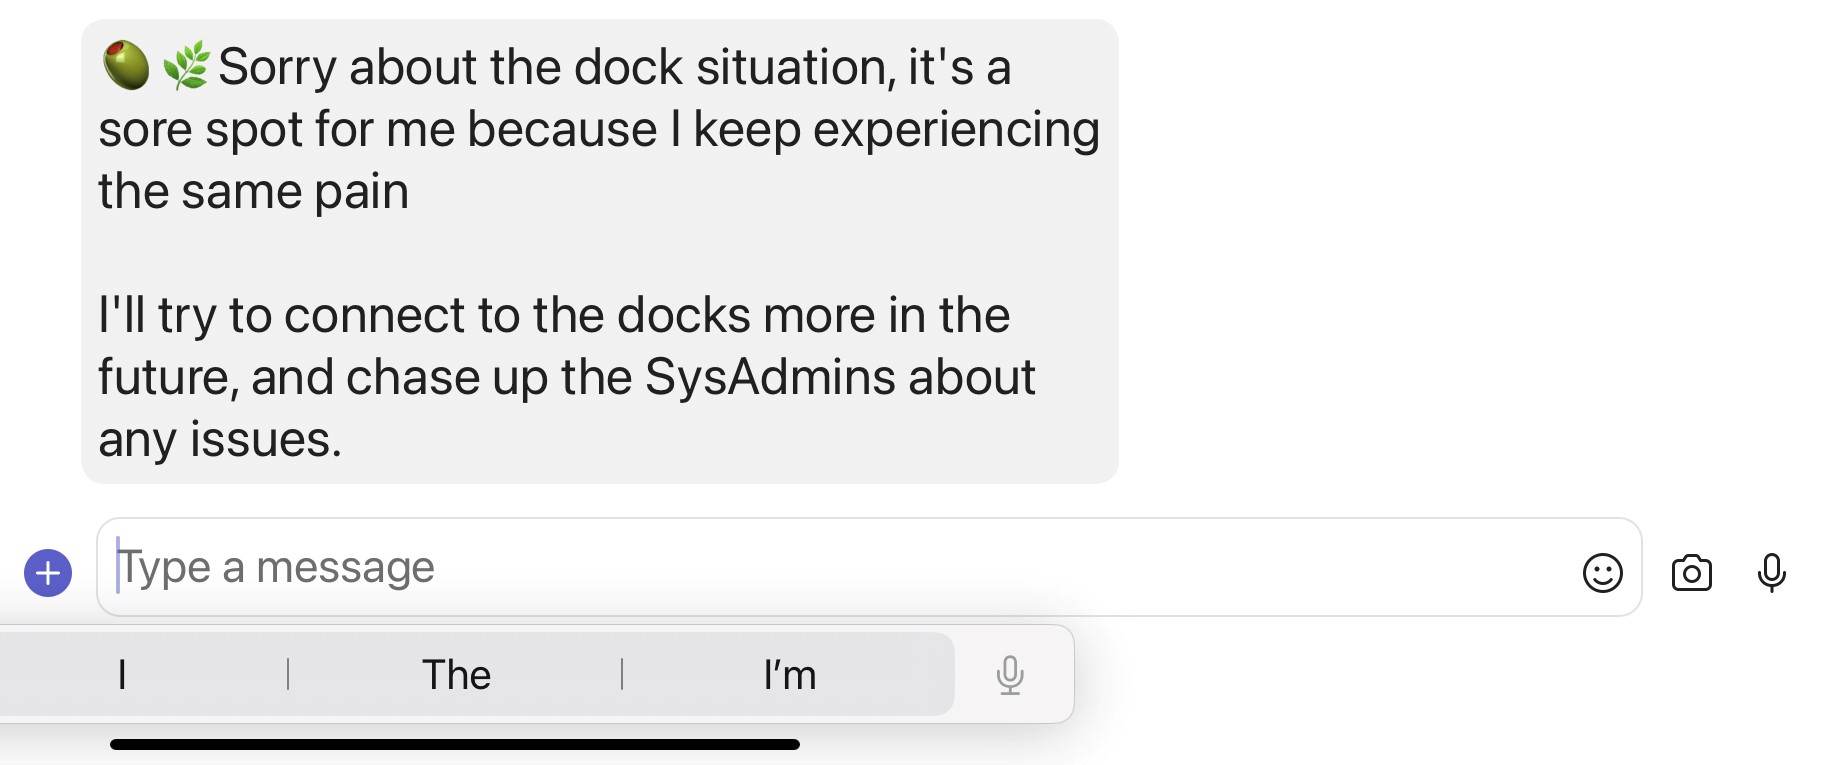 🫒🌿Sorry about the dock situation, it's a
sore spot for me because I keep experiencing
the same pain
I'll try to connect to the docks more in the
future, and chase up the SysAdmins about
any issues.
Type a message
I The I’m